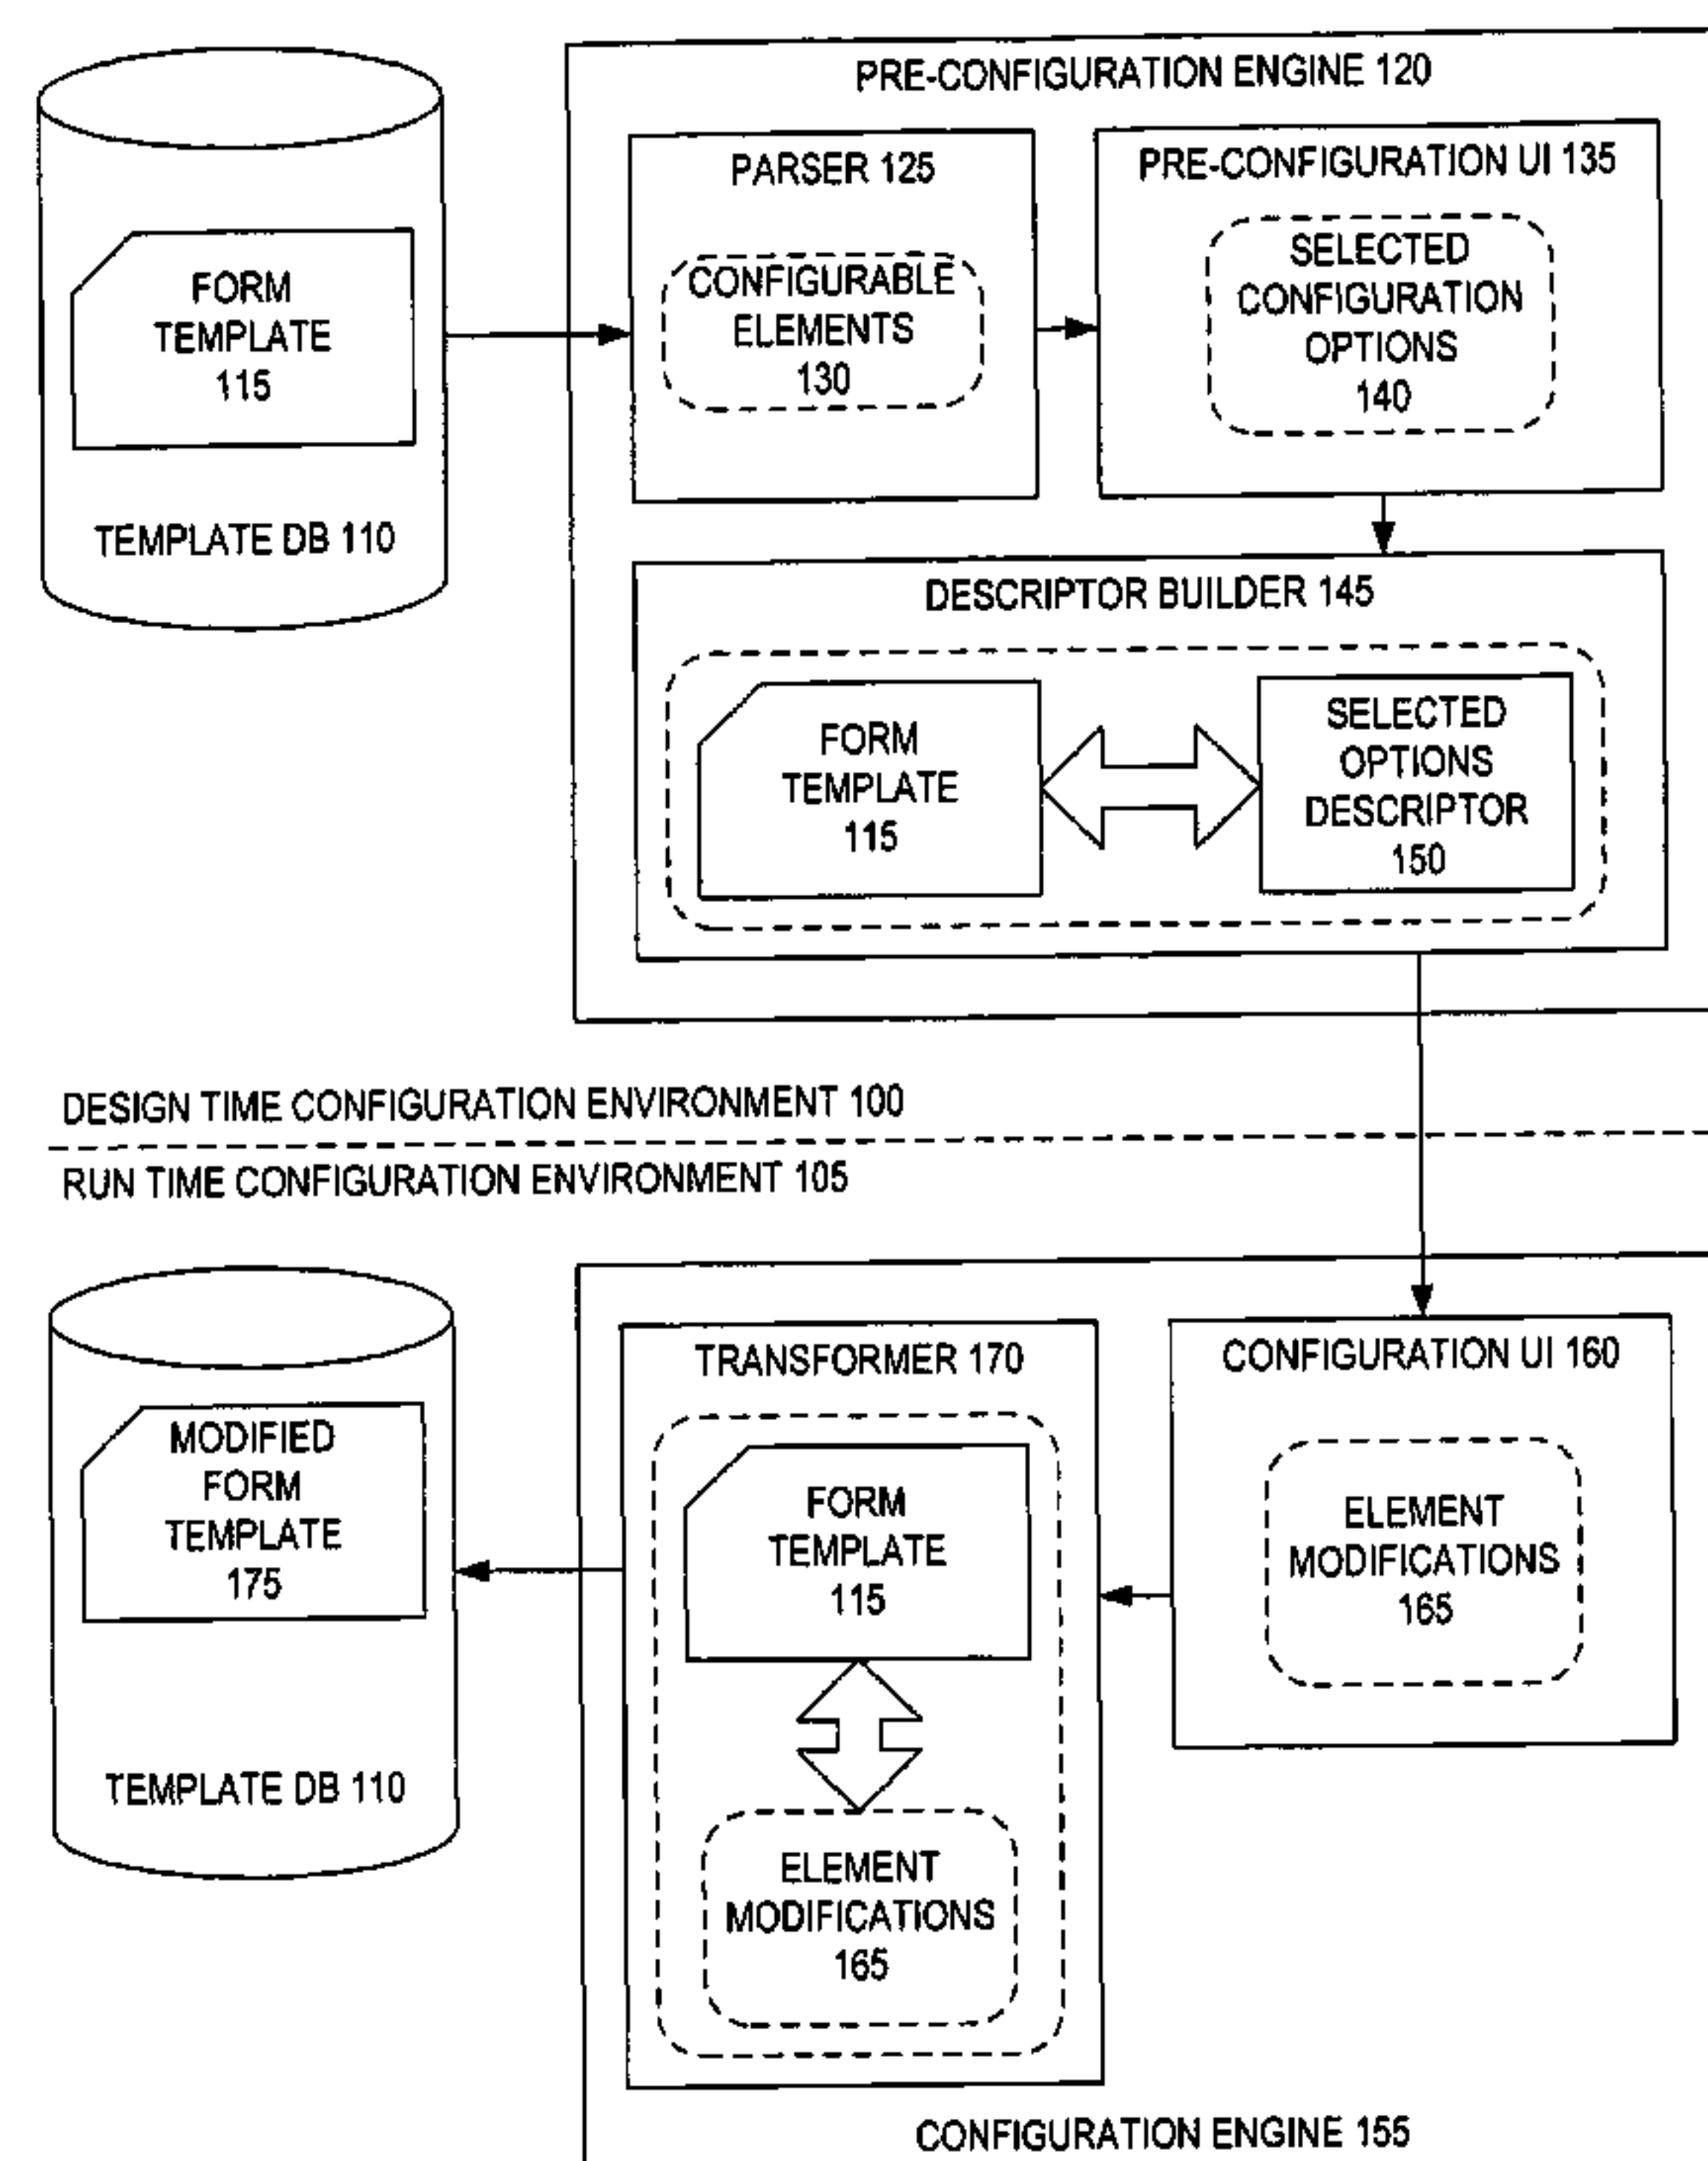 PRE-CONFIGURATION ENGINE 120
PARSER 125
CONFIGURABLE
ELEMENTS
130
PRE-CONFIGURATION UI 135
SELECTED
CONFIGURATION
OPTIONS
140
FORM
TEMPLATE
115
TEMPLATE DB 110
DESCRIPTOR BUILDER 145
FORM
TEMPLATE
115
SELECTED
OPTIONS
DESCRIPTOR
150
DESIGN TIME CONFIGURATION ENVIRONMENT 100
RUN TIME CONFIGURATION ENVIRONMENT 105
MODIFIED
FORM
TEMPLATE
175
TEMPLATE DB 110
TRANSFORMER 170
FORM
TEMPLATE
115
ELEMENT
MODIFICATIONS
165
CONFIGURATION UI 160
ELEMENT
MODIFICATIONS
165
CONFIGURATION ENGINE 155